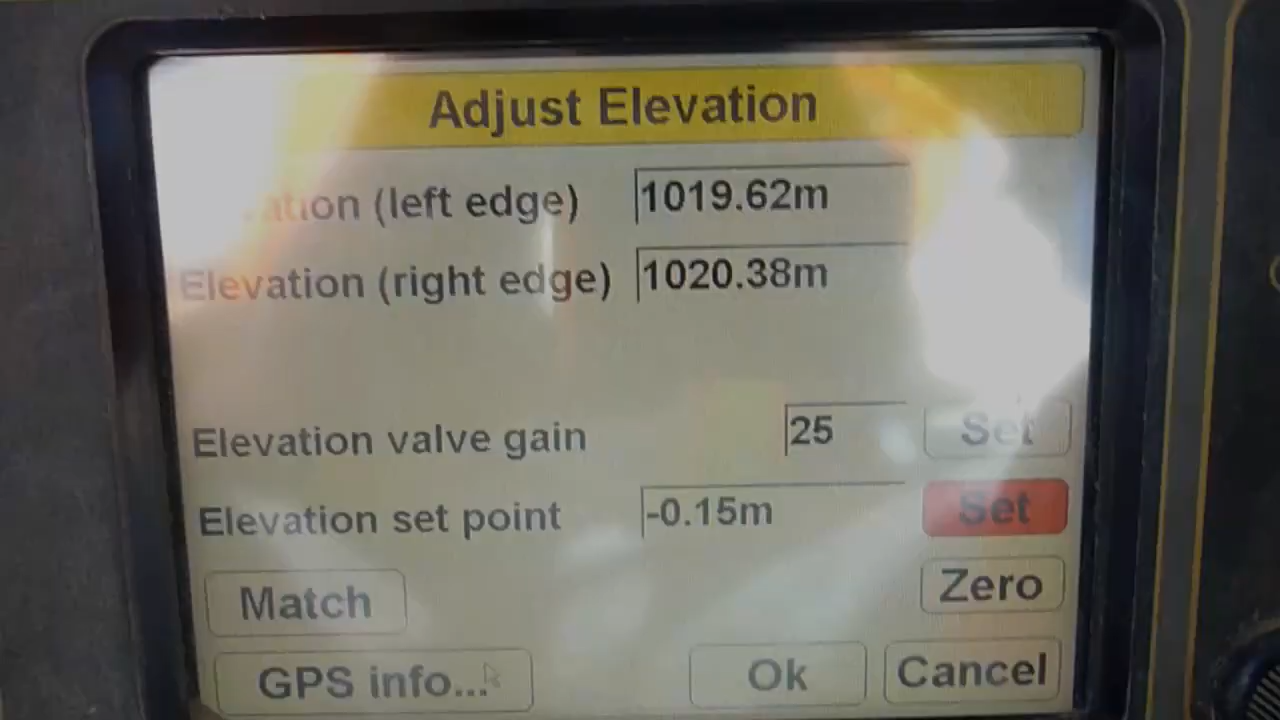 Adjust Elevation
(left edge) 1019.62m
Elevation (right edge) 1020.38m
Elevation valve gain 25 Set
Elevation set point -0.15m Set
Match Zero
GPS info... Ok Cancel